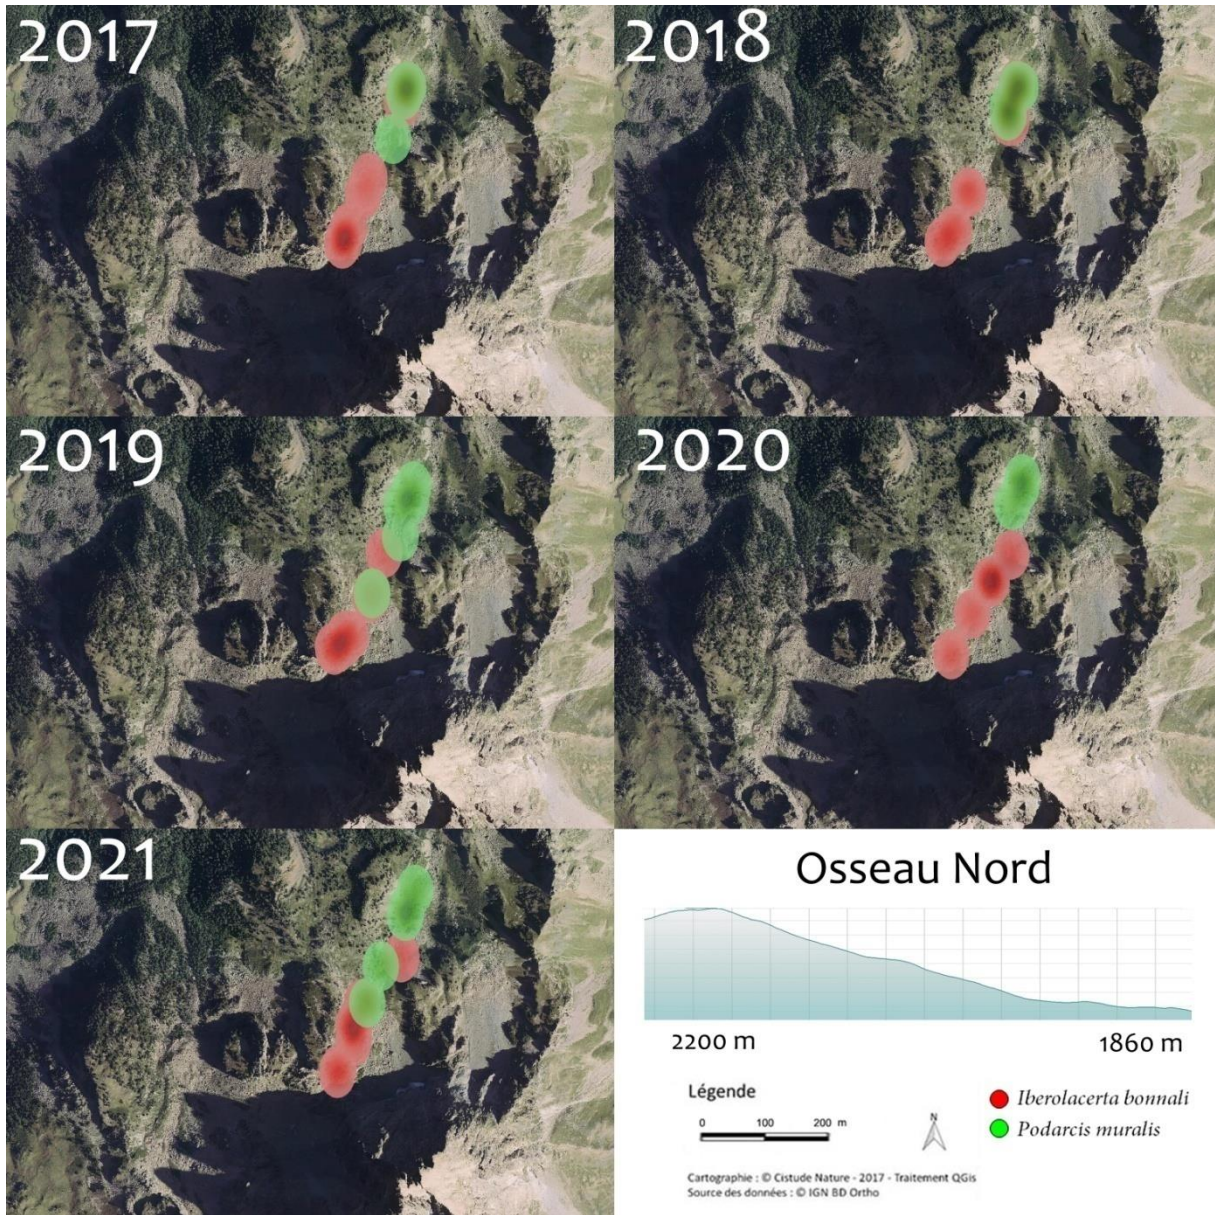 2017
2018
2019
2020
2021
Osseau Nord
2200 m
1860 m
Légende
0 100 200 m
N
Iberolacerta bonnali
Podarcis muralis
Cartographie : © Cistude Nature - 2017 - Traitement QGis
Source des données : © IGN BD Ortho